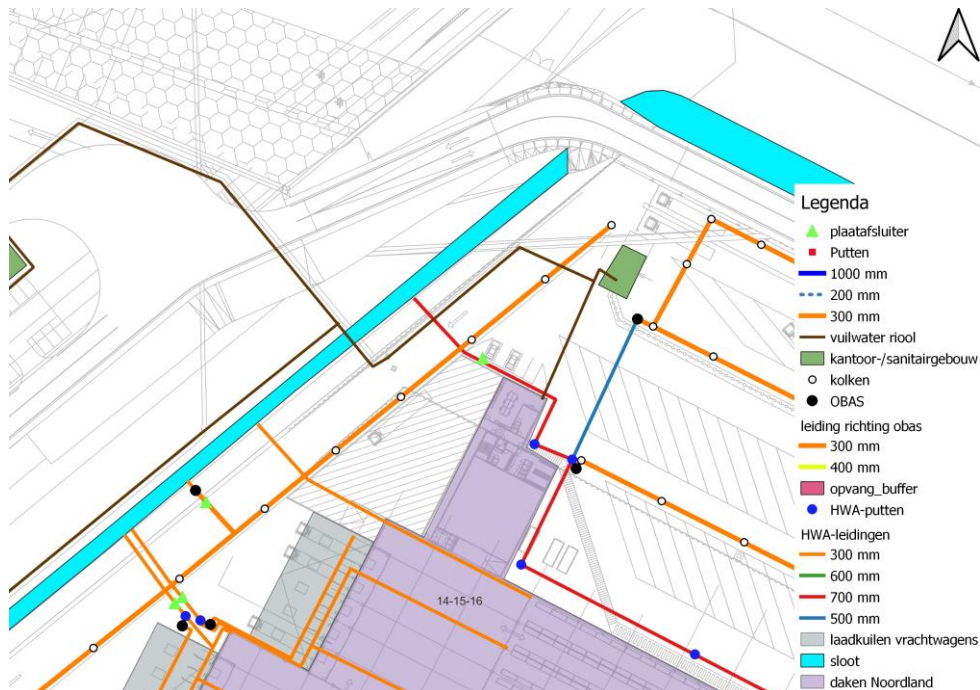 Legenda
plaatafsluiter
Putten
1000 mm
200 mm
300 mm
vuilwater riool
kantoor-/sanitairgebouw
kolken
OBAS
leiding richting obas
300 mm
400 mm
opvang_buffer
HWA-putten
HWA-leidingen
300 mm
600 mm
700 mm
500 mm
laadkuilen vrachtwagens
sloot
daken Noordland
14-15-16